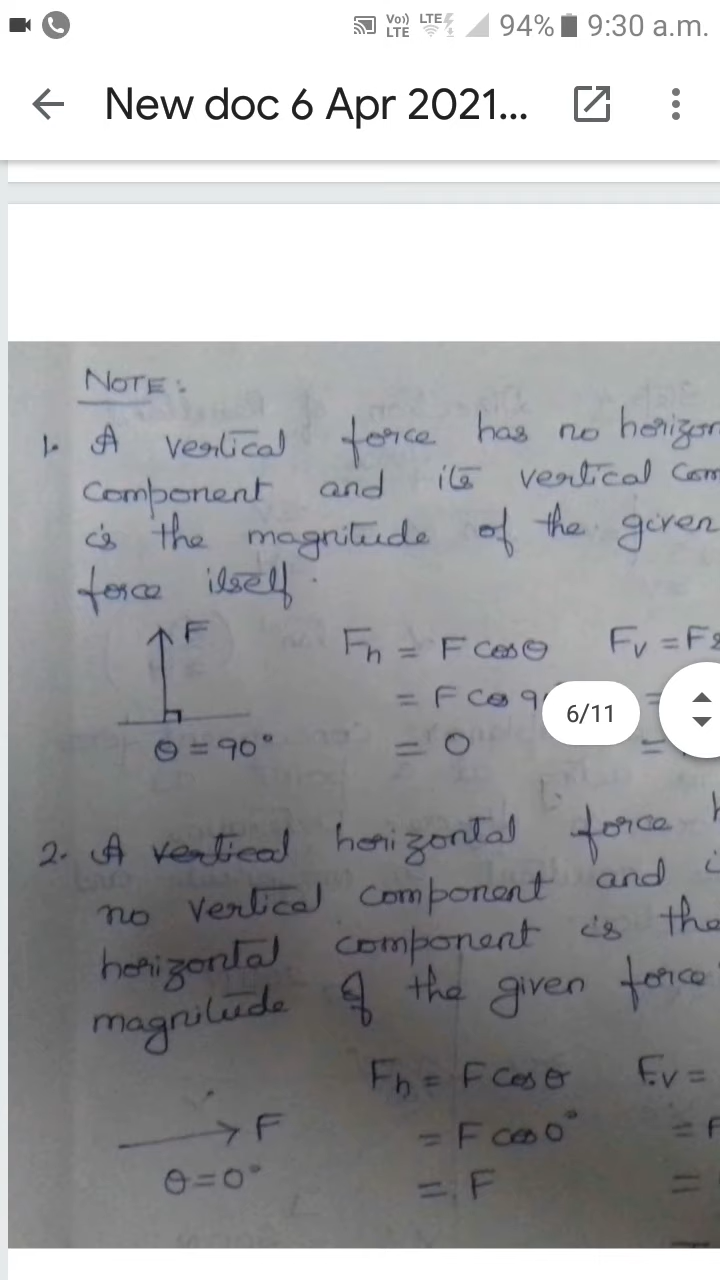 Vo)) LTE LTE 94% 9:30 a.m.
New doc 6 Apr 2021...
NOTE:
1. A vertical force has no horizon
component and its vertical com
is the magnitude of the given
force itself.
F Fh = F cosθ Fv = F
= F cos 9 =
θ = 90° = 0 =
6/11
2. A vertical horizontal force h
no vertical component and i
horizontal component is the
magnitude of the given force
Fh = F cosθ Fv =
F = F cos 0° = F
θ = 0° = F =